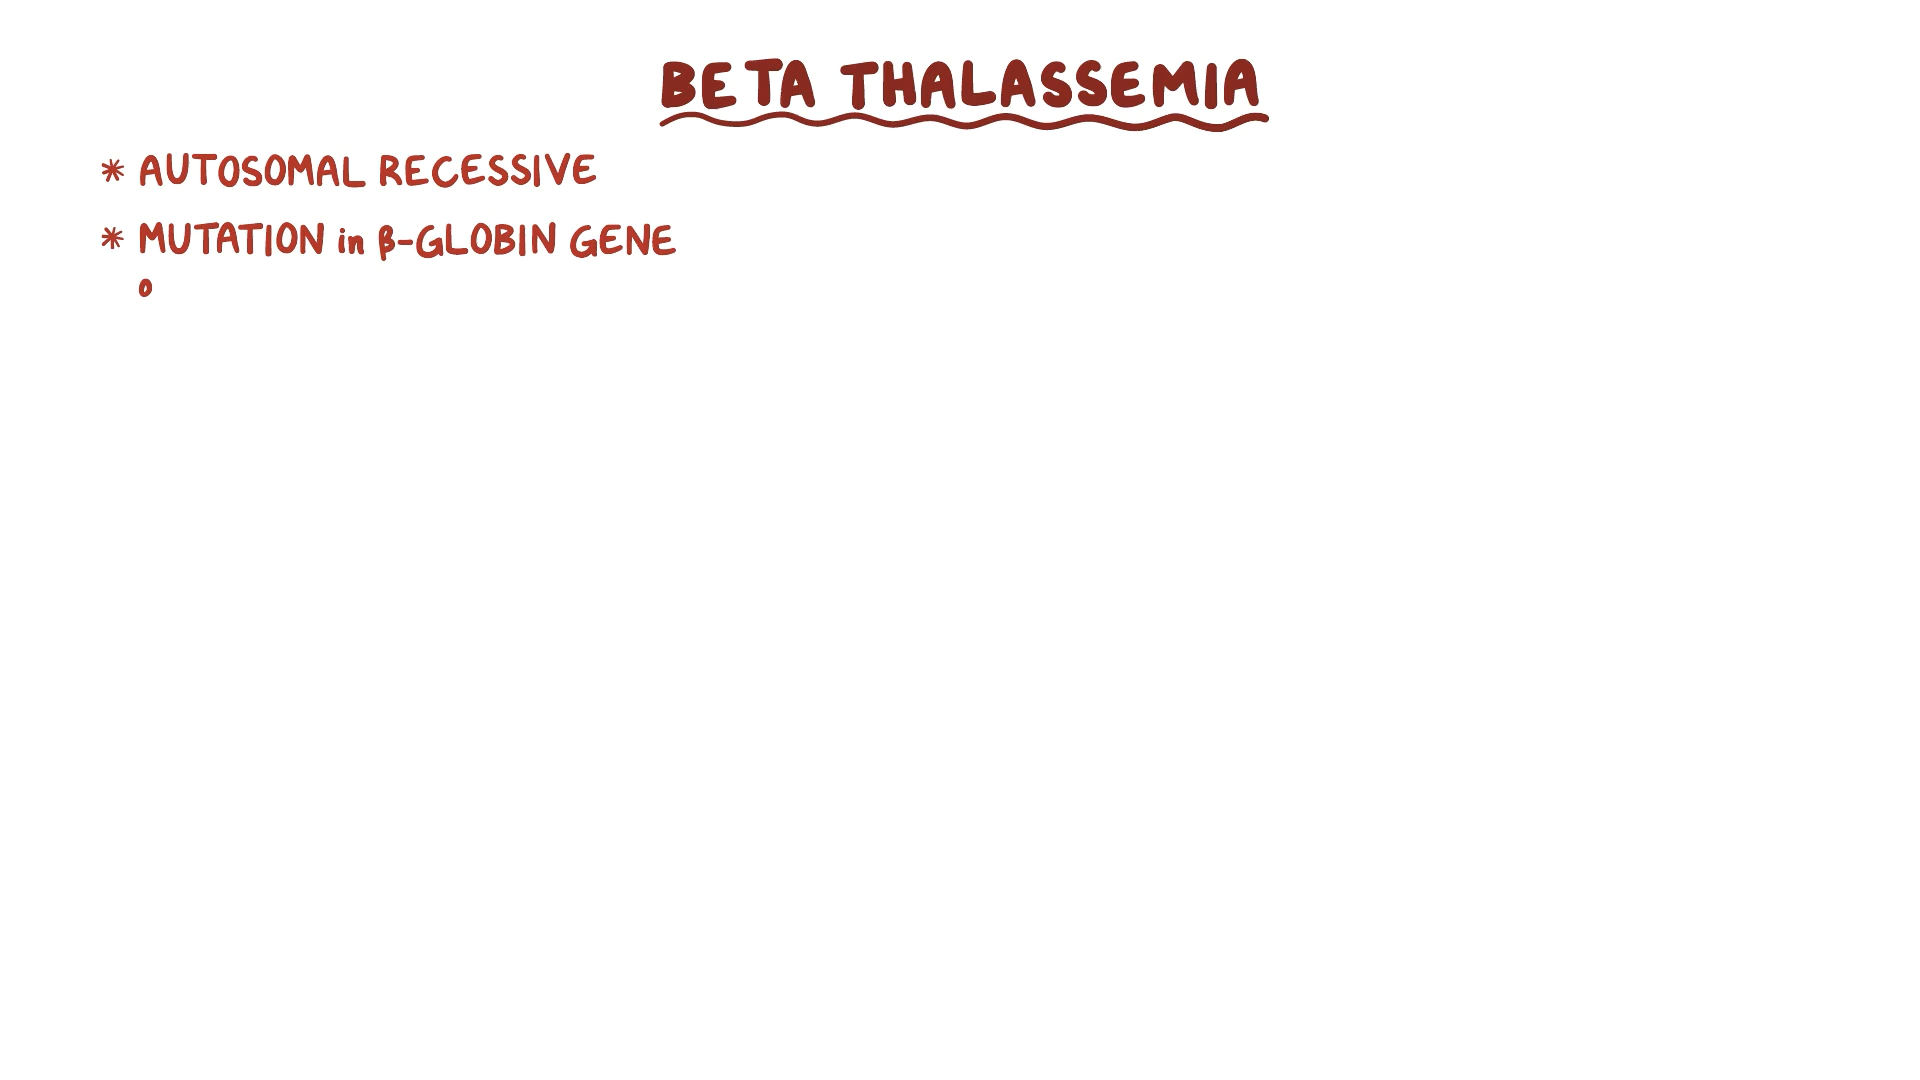 BETA THALASSEMIA
* AUTOSOMAL RECESSIVE
* MUTATION in β-GLOBIN GENE
o